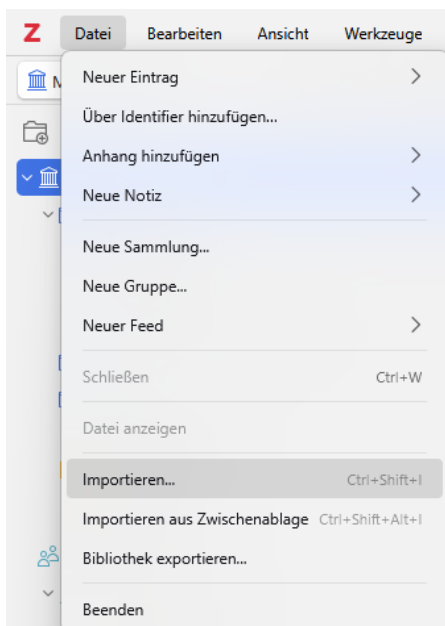 Z Datei Bearbeiten Ansicht Werkzeuge
Neuer Eintrag
Über Identifier hinzufügen...
Anhang hinzufügen
Neue Notiz
Neue Sammlung...
Neue Gruppe...
Neuer Feed
Schließen Ctrl+W
Datei anzeigen
Importieren... Ctrl+Shift+I
Importieren aus Zwischenablage Ctrl+Shift+Alt+I
Bibliothek exportieren...
Beenden